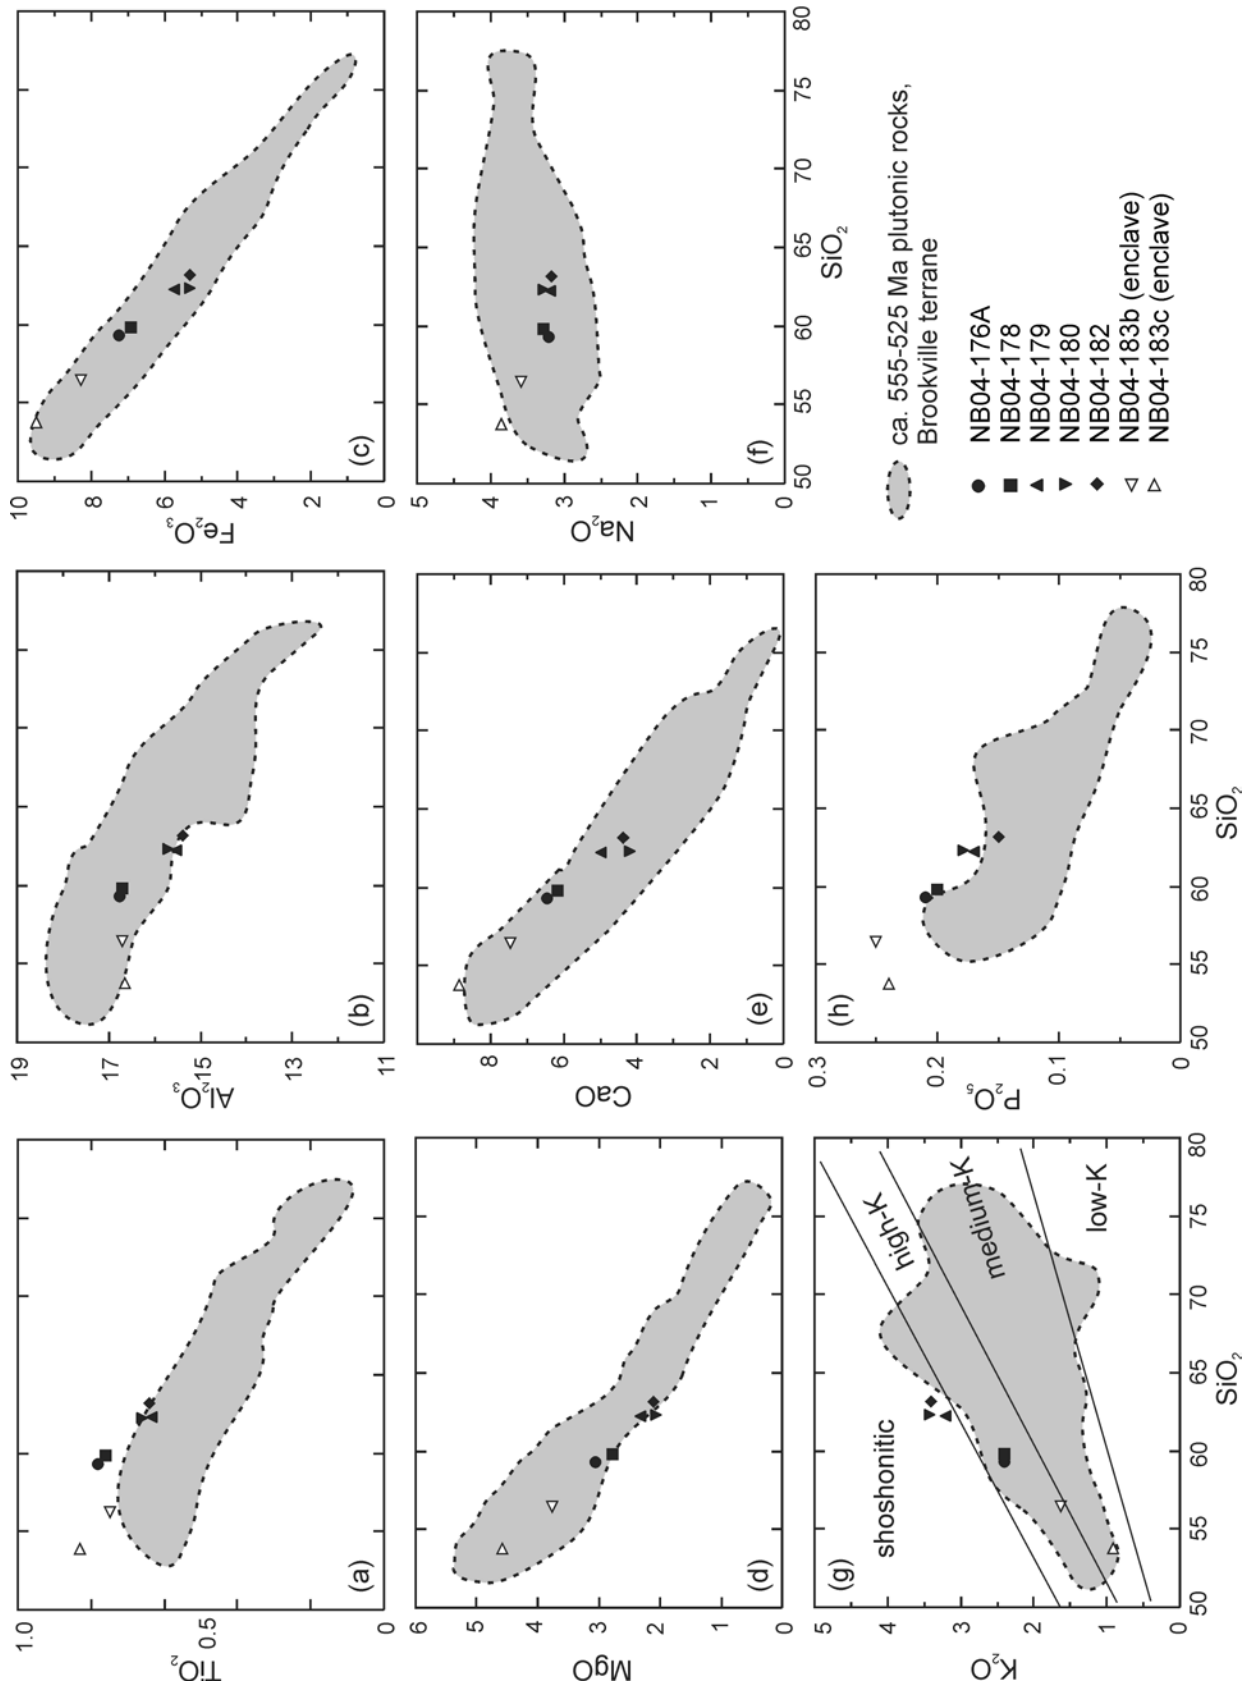 1.0
0.5
0
TiO₂
(a)
19
17
15
13
11
Al₂O₃
(b)
10
8
6
4
2
0
Fe₂O₃
(c)
6
5
4
3
2
1
0
MgO
(d)
8
6
4
2
0
CaO
(e)
5
4
3
2
1
0
Na₂O
(f)
50 55 60 65 70 75 80
SiO₂
5
4
3
2
1
0
K₂O
(g)
shoshonitic
high-K
medium-K
low-K
50 55 60 65 70 75 80
SiO₂
0.3
0.2
0.1
0
P₂O₅
(h)
50 55 60 65 70 75 80
SiO₂
ca. 555-525 Ma plutonic rocks,
Brookville terrane
NB04-176A
NB04-178
NB04-179
NB04-180
NB04-182
NB04-183b (enclave)
NB04-183c (enclave)